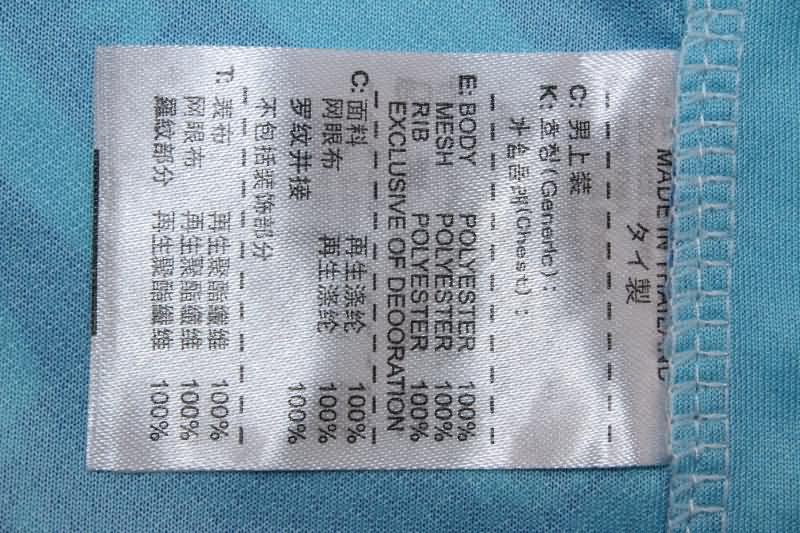 MADE IN THAILAND
タイ製
C: 男上装
K: 호칭(Generic):
가슴둘레(Chest):
E: BODY POLYESTER 100%
MESH POLYESTER 100%
RIB POLYESTER 100%
EXCLUSIVE OF DEOORATION
C: 面料 再生涤纶 100%
网眼布 再生涤纶 100%
罗纹并接 100%
不包括装饰部分
T: 表布 再生聚酯纖维 100%
网眼布 再生聚酯纖维 100%
羅紋部分 再生聚酯纖维 100%